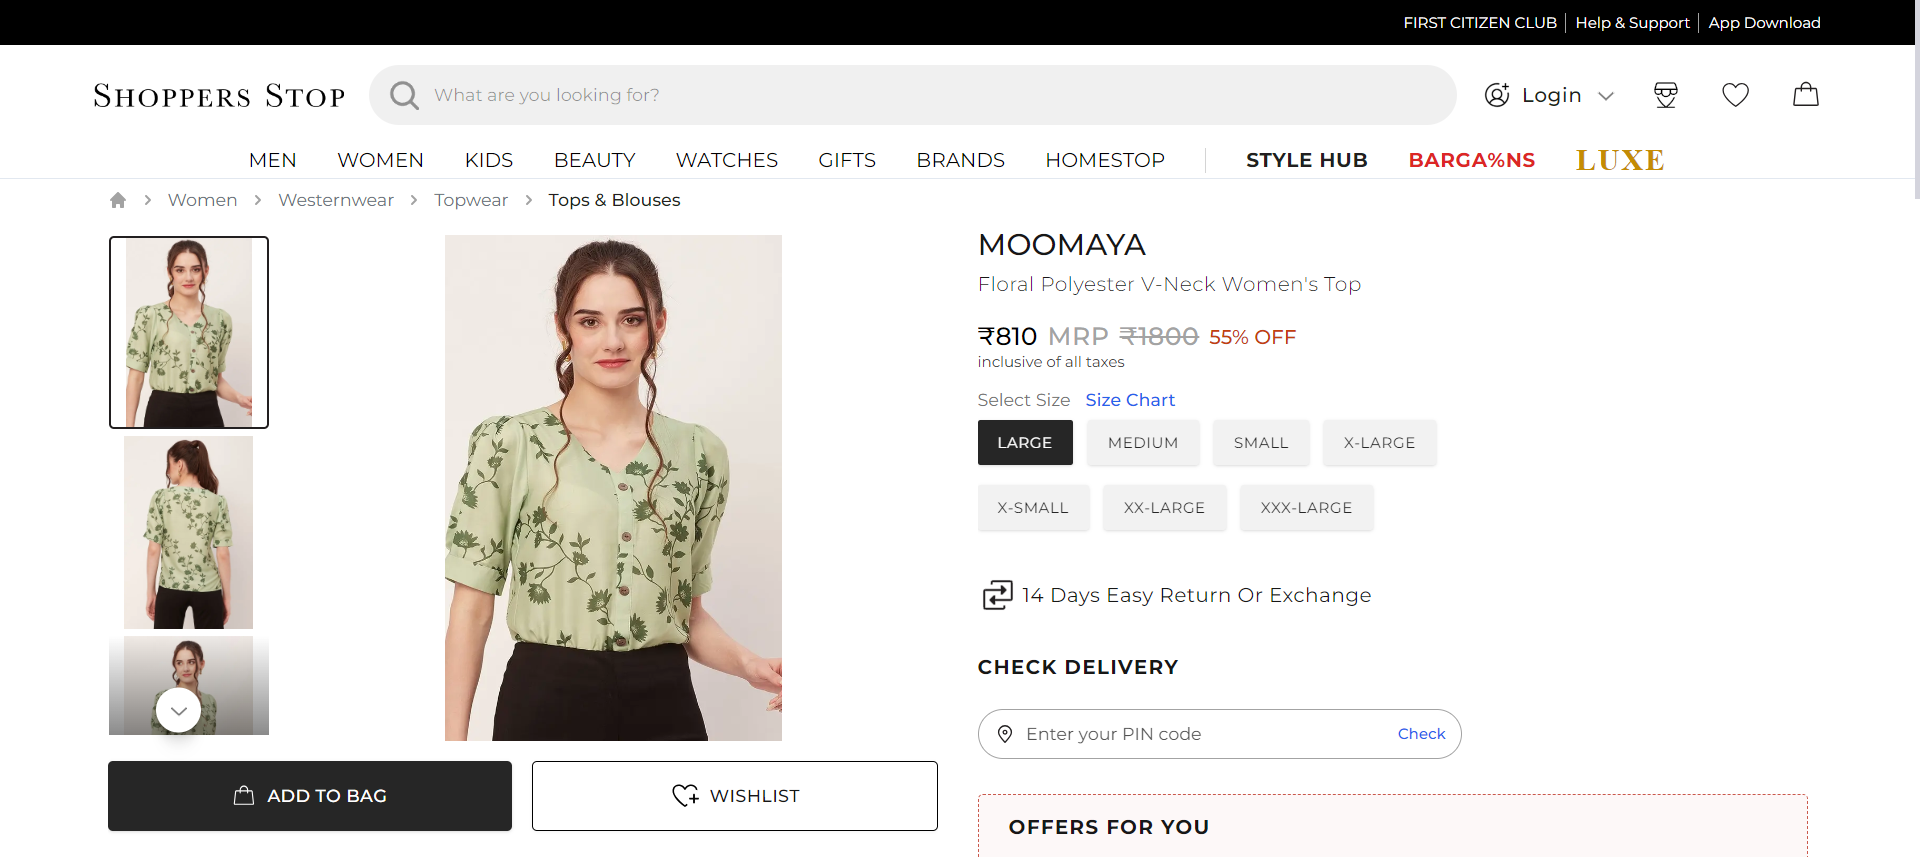 FIRST CITIZEN CLUB Help & Support App Download
SHOPPERS STOP What are you looking for? Login
MEN WOMEN KIDS BEAUTY WATCHES GIFTS BRANDS HOMESTOP STYLE HUB BARGA%NS LUXE
Women Westernwear Topwear Tops & Blouses
MOOMAYA
Floral Polyester V-Neck Women's Top
₹810 MRP ₹1800 55% OFF
inclusive of all taxes
Select Size Size Chart
LARGE MEDIUM SMALL X-LARGE
X-SMALL XX-LARGE XXX-LARGE
14 Days Easy Return Or Exchange
CHECK DELIVERY
Enter your PIN code Check
ADD TO BAG WISHLIST
OFFERS FOR YOU